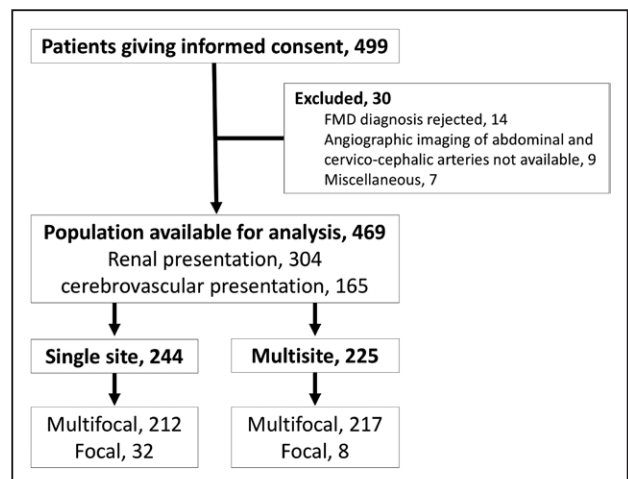 Patients giving informed consent, 499
Excluded, 30
FMD diagnosis rejected, 14
Angiographic imaging of abdominal and
cervico-cephalic arteries not available, 9
Miscellaneous, 7
Population available for analysis, 469
Renal presentation, 304
cerebrovascular presentation, 165
Single site, 244
Multisite, 225
Multifocal, 212
Focal, 32
Multifocal, 217
Focal, 8